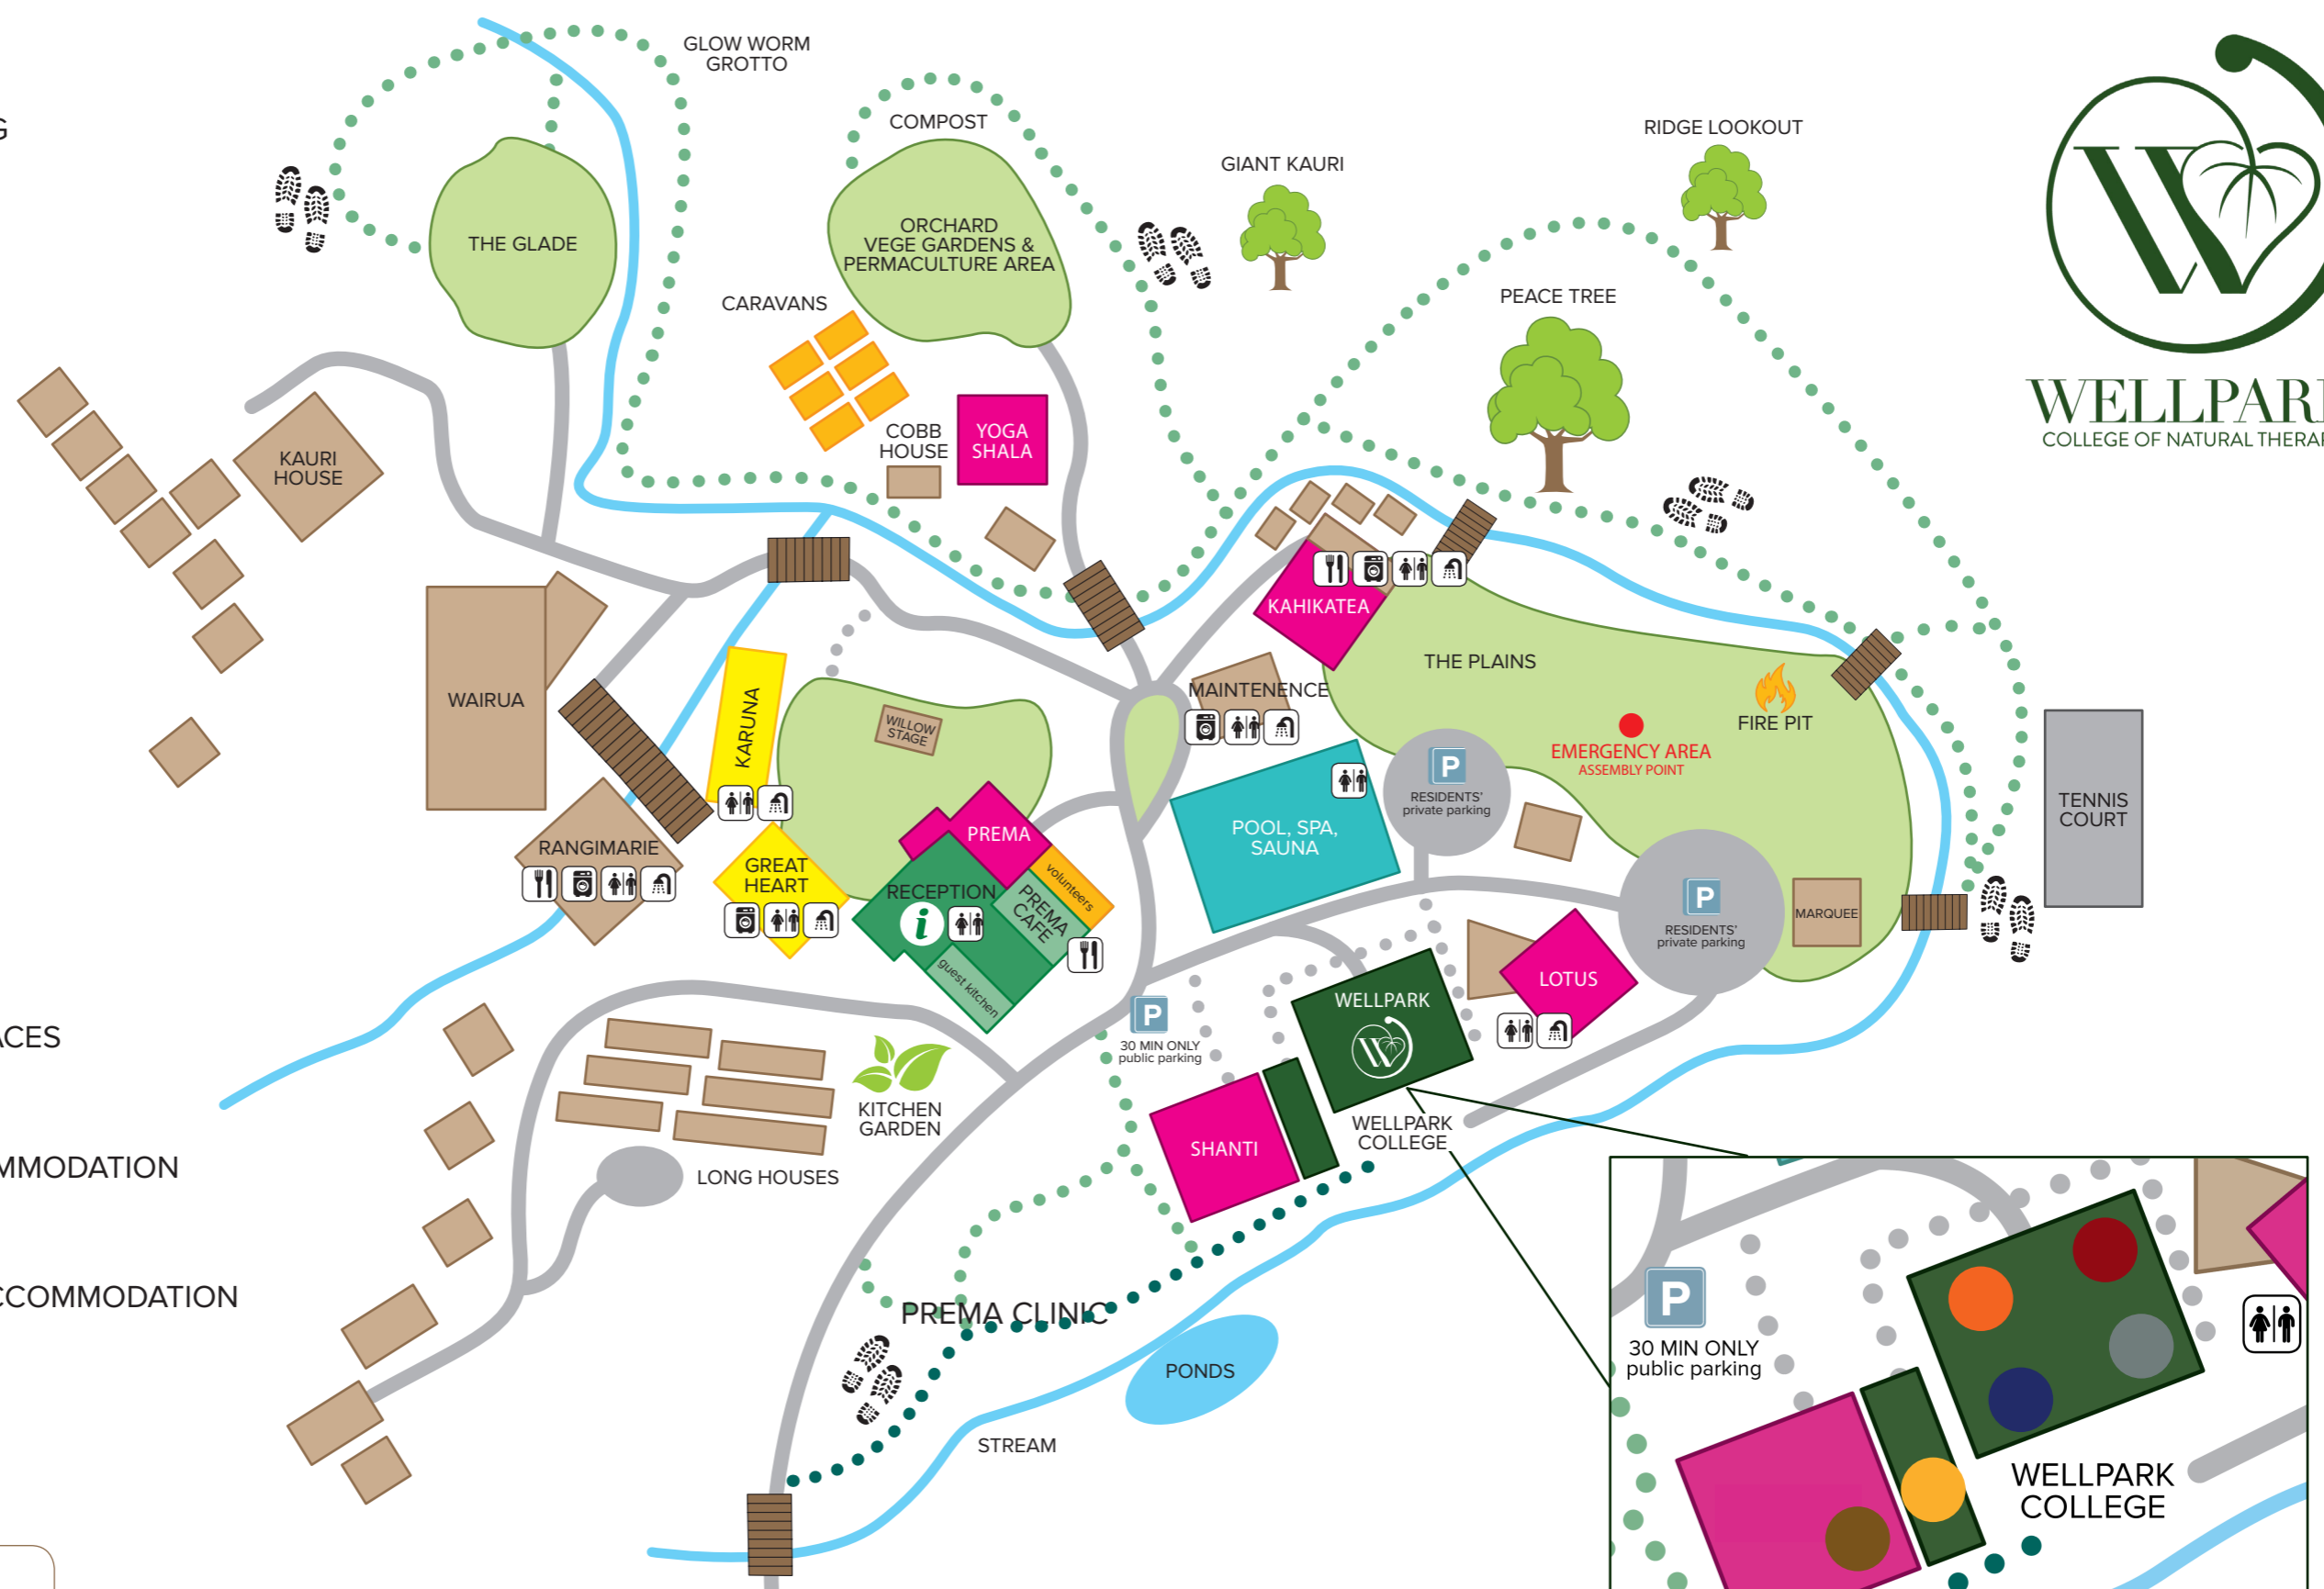 GLOW WORM
GROTTO
G
COMPOST
RIDGE LOOKOUT
GIANT KAURI
THE GLADE
ORCHARD
VEGE GARDENS &
PERMACULTURE AREA
CARAVANS
PEACE TREE
WELLPAR
COLLEGE OF NATURAL THERA
COBB
HOUSE
YOGA
SHALA
KAURI
HOUSE
KAHIKATEA
THE PLAINS
MAINTENENCE
WAIRUA
KARUNA
WILLOW
STAGE
FIRE PIT
EMERGENCY AREA
ASSEMBLY POINT
P
RESIDENTS'
private parking
TENNIS
COURT
POOL, SPA,
SAUNA
PREMA
RANGIMARIE
GREAT
HEART
RECEPTION
i
volunteers
PREMA
CAFE
guest kitchen
P
RESIDENTS'
private parking
MARQUEE
LOTUS
WELLPARK
W
P
30 MIN ONLY
public parking
ACES
KITCHEN
GARDEN
WELLPARK
COLLEGE
SHANTI
MMODATION
LONG HOUSES
CCOMMODATION
PREMA CLINIC
PONDS
STREAM
P
30 MIN ONLY
public parking
WELLPARK
COLLEGE